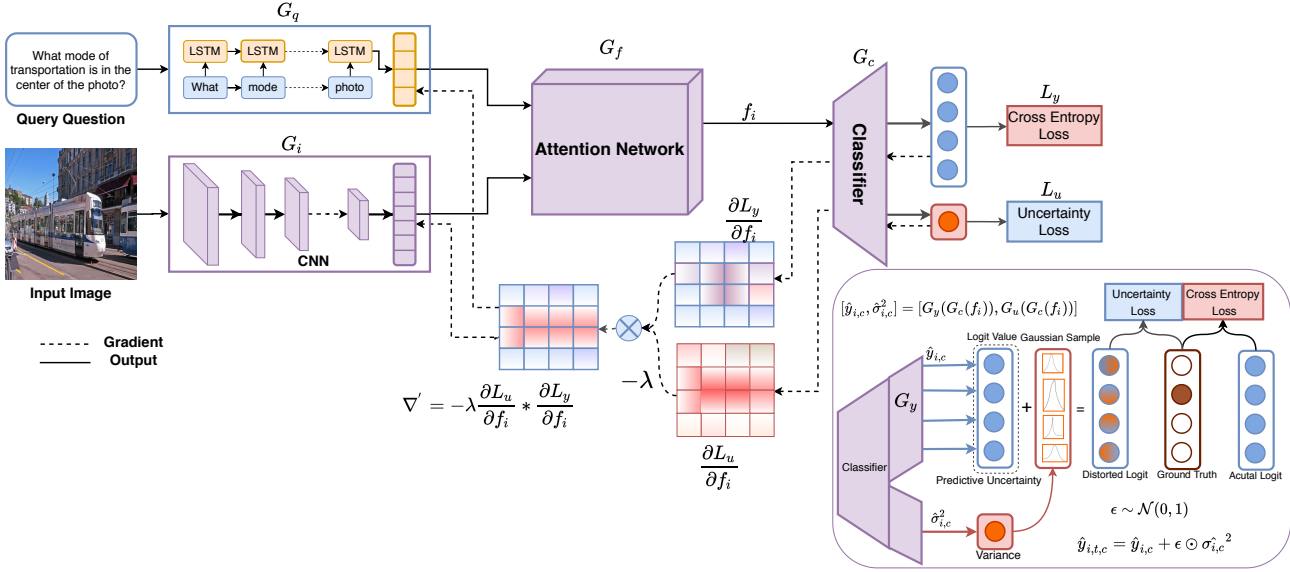 G_q
LSTM
LSTM
LSTM
What
mode
photo
What mode of
transportation is in the
center of the photo?
Query Question
G_i
CNN
Input Image
G_f
Attention Network
f_i
G_c
Classifier
L_y
Cross Entropy
Loss
L_u
Uncertainty
Loss
∂L_y
∂f_i
-λ
∂L_u
∂f_i
∇' = -λ ∂L_u/∂f_i * ∂L_y/∂f_i
Gradient
Output
[ŷ_{i,c}, σ̂²_{i,c}] = [G_y(G_c(f_i)), G_u(G_c(f_i))]
Uncertainty
Loss
Cross Entropy
Loss
Logit Value
Gaussian Sample
ŷ_{i,c}
G_y
+
=
Classifier
Predictive Uncertainty
Distorted Logit
Ground Truth
Acutal Logit
σ̂²_{i,c}
Variance
ϵ ∼ N(0, 1)
ŷ_{i,t,c} = ŷ_{i,c} + ϵ ⊙ σ̂_{i,c}²